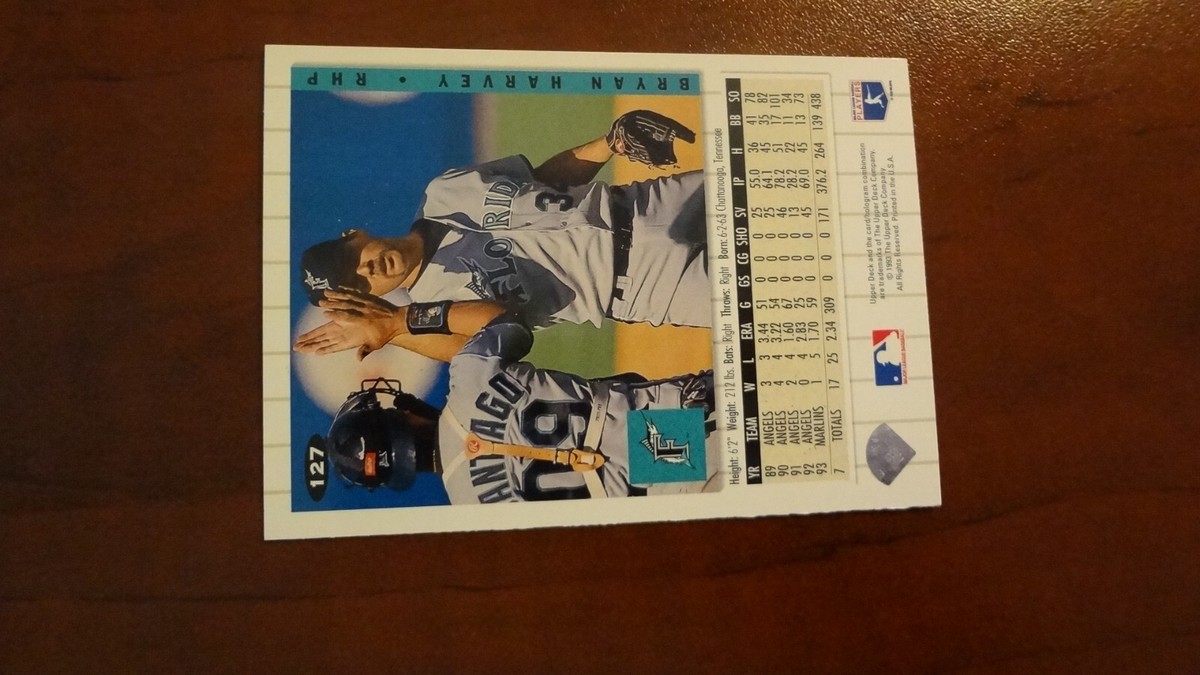 127
BRYAN HARVEY • RHP
FLORID
3
SANTIAGO
09
F
Height: 6'2" Weight: 212 lbs. Bats: Right Throws: Right Born: 6-2-63 Chattanooga, Tennessee
YR TEAM W L ERA G GS CG SHO SV IP H BB SO
89 ANGELS 3 3 3.44 51 0 0 0 25 55.0 36 41 78
90 ANGELS 4 4 3.22 54 0 0 0 25 64.1 45 35 82
91 ANGELS 2 4 1.60 67 0 0 0 46 78.2 51 17 101
92 ANGELS 0 4 2.83 25 0 0 0 13 28.2 22 11 34
93 MARLINS 1 5 1.70 59 0 0 0 45 69.0 45 13 73
7 TOTALS 17 25 2.34 309 0 0 0 171 376.2 264 139 438
MAJOR LEAGUE BASEBALL
Upper Deck and the card/hologram combination
are trademarks of The Upper Deck Company.
© 1993 The Upper Deck Company.
All Rights Reserved. Printed in the U.S.A.
PLAYERS